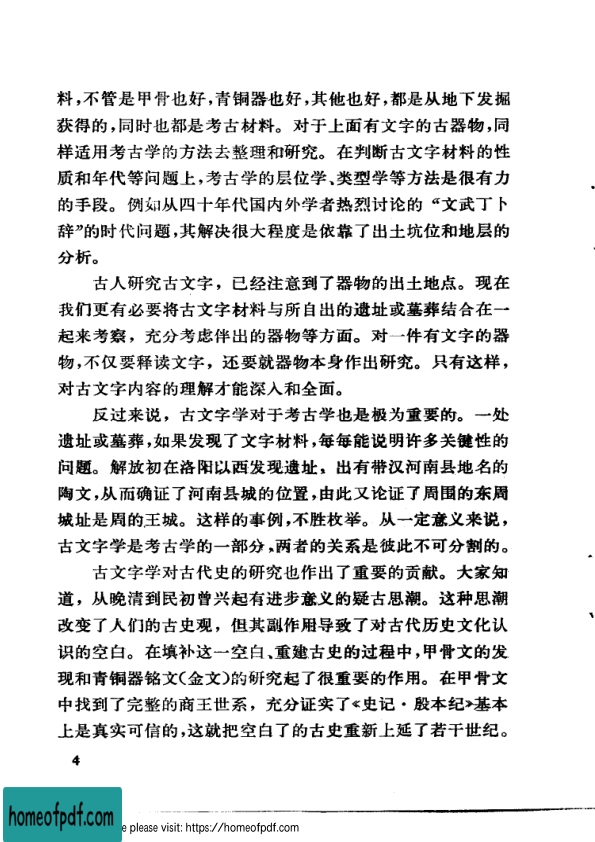 料，不管是甲骨也好，青铜器也好，其他也好，都是从地下发掘
获得的，同时也都是考古材料。对于上面有文字的古器物，同
样适用考古学的方法去整理和研究。在判断古文字材料的性
质和年代等问题上，考古学的层位学、类型学等方法是很有力
的手段。例如从四十年代国内外学者热烈讨论的“文武丁卜
辞”的时代问题，其解决很大程度是依靠了出土坑位和地层的
分析。
古人研究古文字，已经注意到了器物的出土地点。现在
我们更有必要将古文字材料与所自出的遗址或墓葬结合在一
起来考察，充分考虑伴出的器物等方面。对一件有文字的器
物，不仅要释读文字，还要就器物本身作出研究。只有这样，
对古文字内容的理解才能深入和全面。
反过来说，古文字学对于考古学也是极为重要的。一处
遗址或墓葬，如果发现了文字材料，每每能说明许多关键性的
问题。解放初在洛阳以西发现遗址，出有带汉河南县地名的
陶文，从而确证了河南县城的位置，由此又论证了周围的东周
城址是周的王城。这样的事例，不胜枚举。从一定意义来说，
古文字学是考古学的一部分，两者的关系是彼此不可分割的。
古文字学对古代史的研究也作出了重要的贡献。大家知
道，从晚清到民初曾兴起有进步意义的疑古思潮。这种思潮
改变了人们的古史观，但其副作用导致了对古代历史文化认
识的空白。在填补这一空白、重建古史的过程中，甲骨文的发
现和青铜器铭文（金文）的研究起了很重要的作用。在甲骨文
中找到了完整的商王世系，充分证实了《史记·殷本纪》基本
上是真实可信的，这就把空白了的古史重新上延了若干世纪。
4
homeofpdf.com
e please visit: https://homeofpdf.com